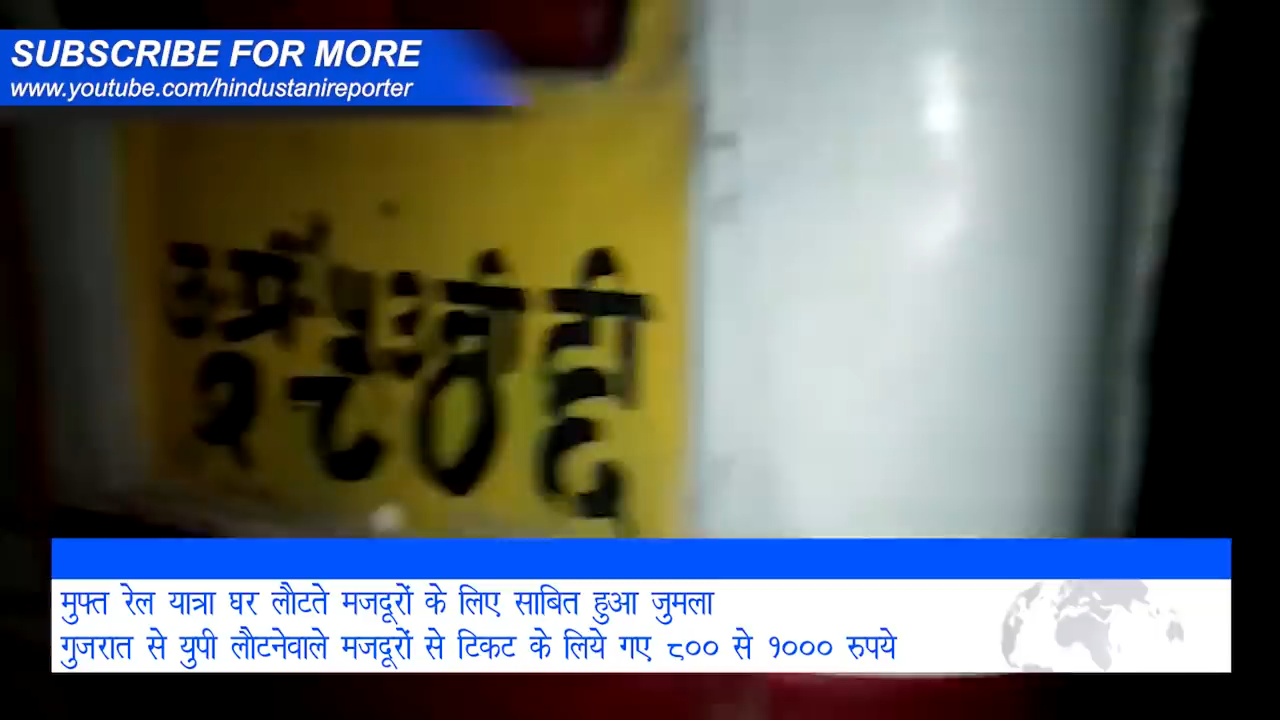 SUBSCRIBE FOR MORE
www.youtube.com/hindustanireporter
२८०६
मुफ्त रेल यात्रा घर लौटते मजदूरों के लिए साबित हुआ जुमला
गुजरात से युपी लौटनेवाले मजदूरों से टिकट के लिये गए ८०० से १००० रुपये